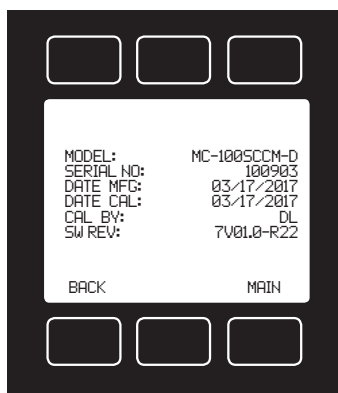 MODEL: MC-100SCCM-D
SERIAL NO: 100903
DATE MFG: 03/17/2017
DATE CAL: 03/17/2017
CAL BY: DL
SW REV: 7V01.0-R22
BACK MAIN